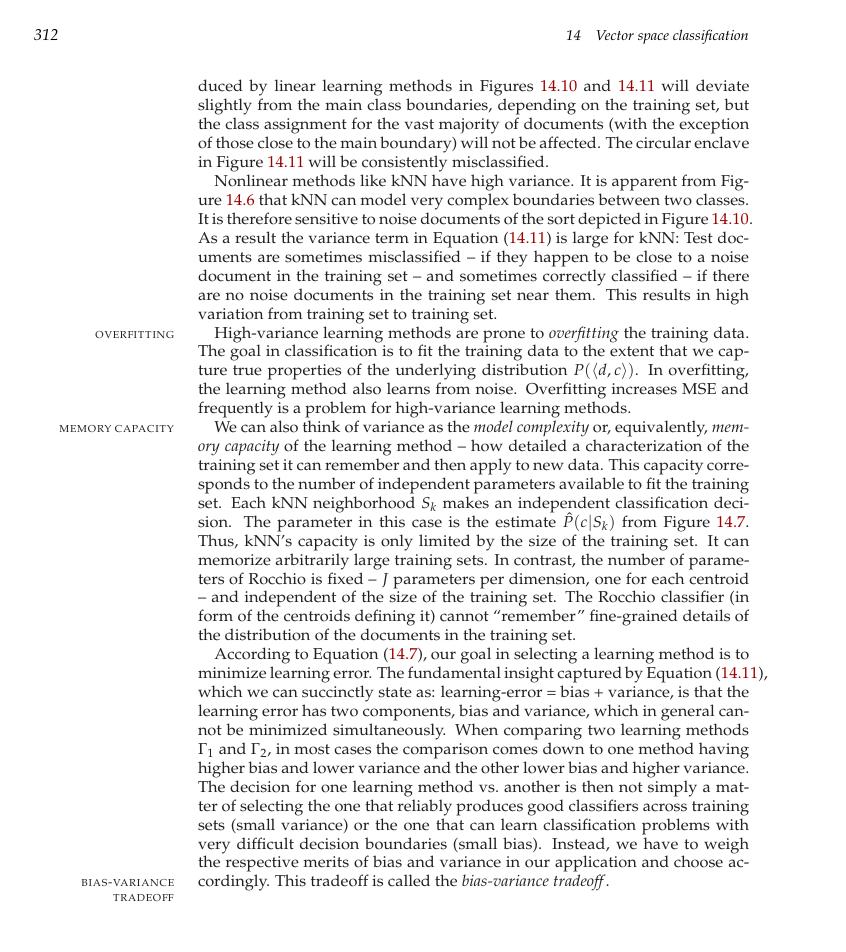 312
14 Vector space classification
duced by linear learning methods in Figures 14.10 and 14.11 will deviate
slightly from the main class boundaries, depending on the training set, but
the class assignment for the vast majority of documents (with the exception
of those close to the main boundary) will not be affected. The circular enclave
in Figure 14.11 will be consistently misclassified.
Nonlinear methods like kNN have high variance. It is apparent from Fig-
ure 14.6 that kNN can model very complex boundaries between two classes.
It is therefore sensitive to noise documents of the sort depicted in Figure 14.10.
As a result the variance term in Equation (14.11) is large for kNN: Test doc-
uments are sometimes misclassified – if they happen to be close to a noise
document in the training set – and sometimes correctly classified – if there
are no noise documents in the training set near them. This results in high
variation from training set to training set.
OVERFITTING
High-variance learning methods are prone to overfitting the training data.
The goal in classification is to fit the training data to the extent that we cap-
ture true properties of the underlying distribution P(⟨d, c⟩). In overfitting,
the learning method also learns from noise. Overfitting increases MSE and
frequently is a problem for high-variance learning methods.
MEMORY CAPACITY
We can also think of variance as the model complexity or, equivalently, mem-
ory capacity of the learning method – how detailed a characterization of the
training set it can remember and then apply to new data. This capacity corre-
sponds to the number of independent parameters available to fit the training
set. Each kNN neighborhood Sₖ makes an independent classification deci-
sion. The parameter in this case is the estimate P̂(c|Sₖ) from Figure 14.7.
Thus, kNN's capacity is only limited by the size of the training set. It can
memorize arbitrarily large training sets. In contrast, the number of parame-
ters of Rocchio is fixed – J parameters per dimension, one for each centroid
– and independent of the size of the training set. The Rocchio classifier (in
form of the centroids defining it) cannot “remember” fine-grained details of
the distribution of the documents in the training set.
According to Equation (14.7), our goal in selecting a learning method is to
minimize learning error. The fundamental insight captured by Equation (14.11),
which we can succinctly state as: learning-error = bias + variance, is that the
learning error has two components, bias and variance, which in general can-
not be minimized simultaneously. When comparing two learning methods
Γ₁ and Γ₂, in most cases the comparison comes down to one method having
higher bias and lower variance and the other lower bias and higher variance.
The decision for one learning method vs. another is then not simply a mat-
ter of selecting the one that reliably produces good classifiers across training
sets (small variance) or the one that can learn classification problems with
very difficult decision boundaries (small bias). Instead, we have to weigh
the respective merits of bias and variance in our application and choose ac-
cordingly. This tradeoff is called the bias-variance tradeoff.
BIAS-VARIANCE
TRADEOFF